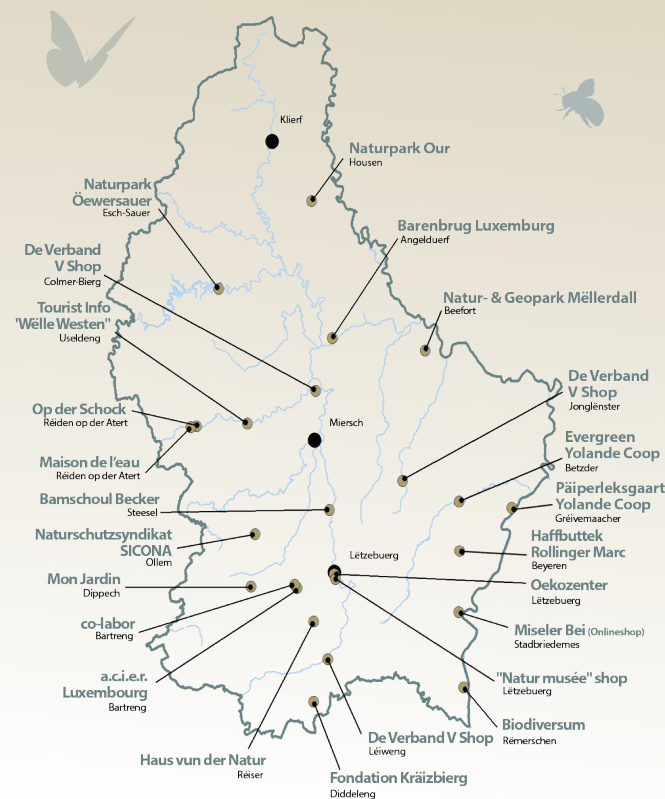 Klierf
Naturpark Our
Housen
Naturpark
Öewersauer
Esch-Sauer
Barenbrug Luxemburg
Angelduerf
De Verband
V Shop
Colmer-Bierg
Natur- & Geopark Mëllerdall
Beefort
Tourist Info
"Wëlle Westen"
Useldeng
De Verband
V Shop
Jonglënster
Op der Schock
Réiden op der Atert
Miersch
Evergreen
Yolande Coop
Betzder
Maison de l'eau
Réiden op der Atert
Päiperleksgaart
Yolande Coop
Gréivemaacher
Bamschoul Becker
Steesel
Naturschutzsyndikat
SICONA
Ollem
Haffbuttek
Rollinger Marc
Beyeren
Lëtzebuerg
Mon Jardin
Dippech
Oekozenter
Lëtzebuerg
co-labor
Bartreng
Miseler Bei (Onlineshop)
Stadbriedemes
a.c.i.e.r.
Luxembourg
Bartreng
"Natur musée" shop
Lëtzebuerg
Biodiversum
Rëmerschen
De Verband V Shop
Léiweng
Haus vun der Natur
Réiser
Fondation Kräizbierg
Diddeleng